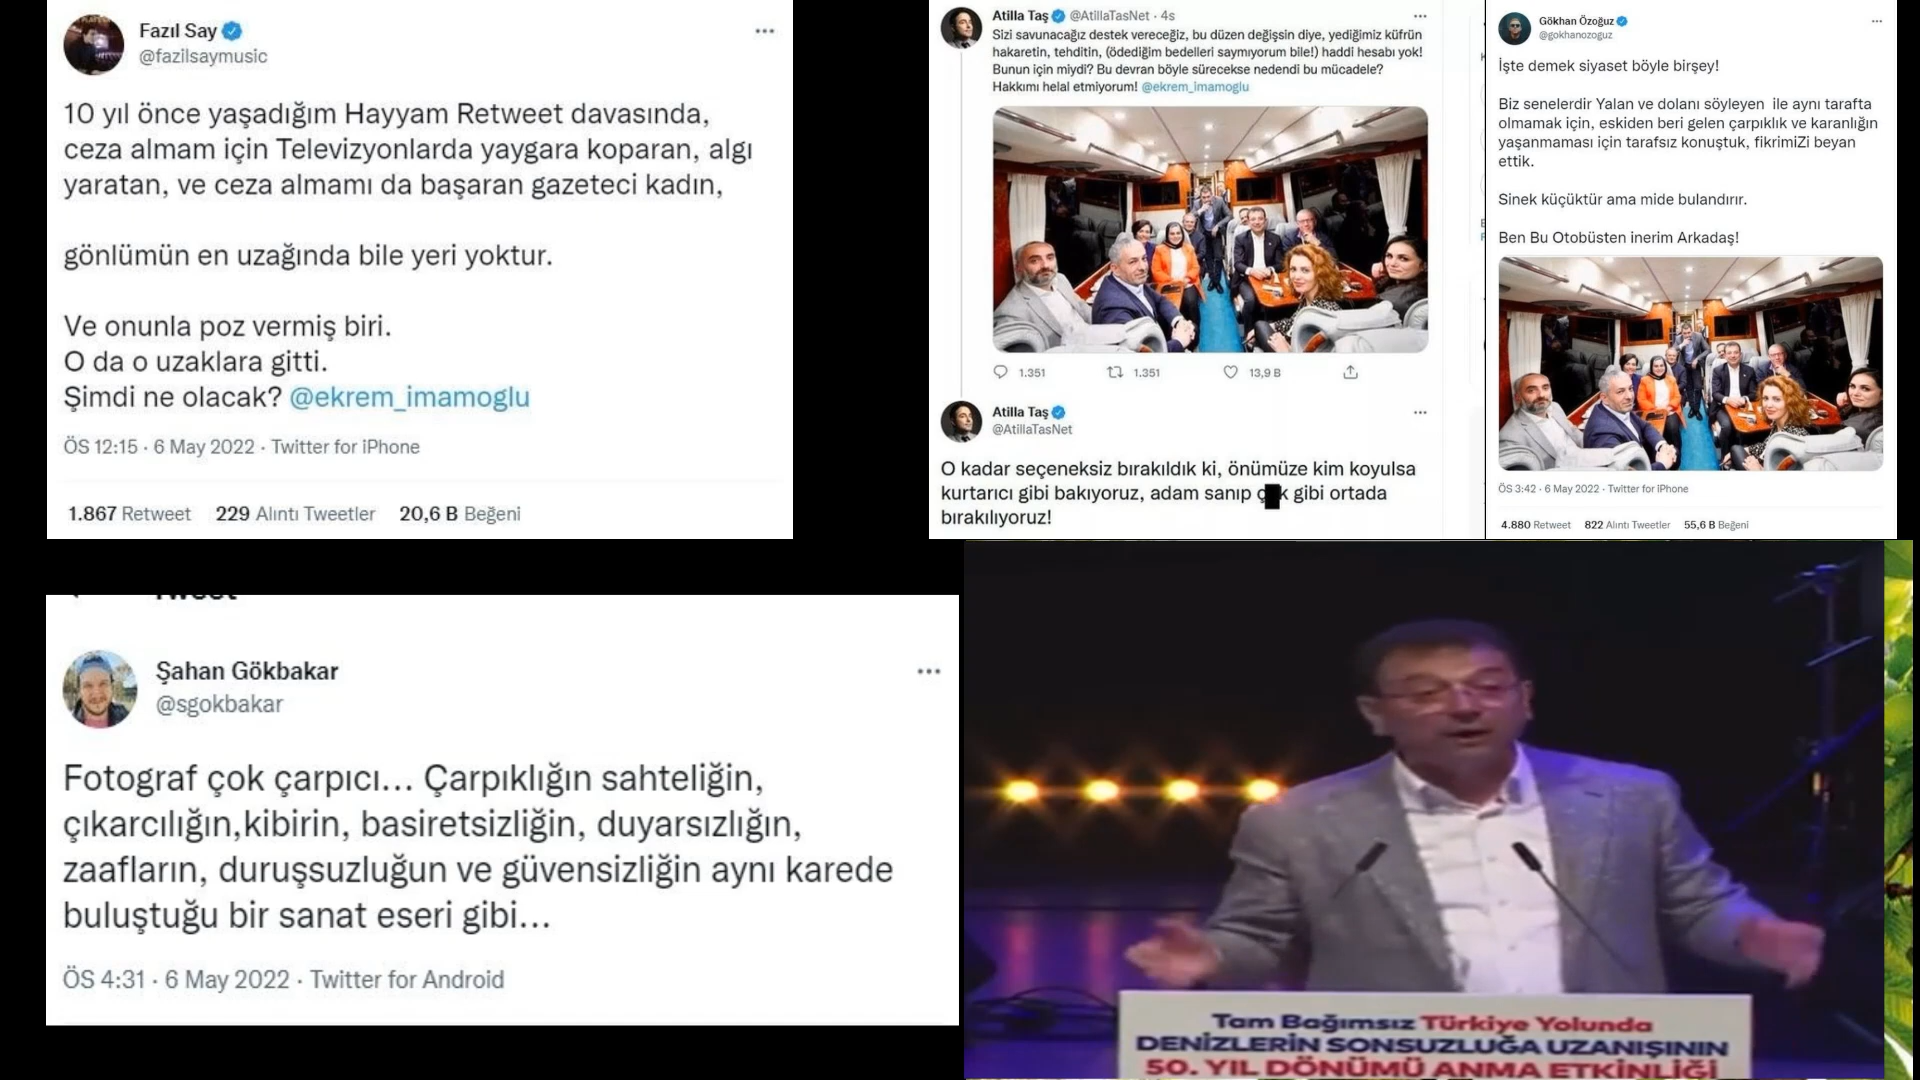 Fazıl Say
@fazilsaymusic
10 yıl önce yaşadığım Hayyam Retweet davasında,
ceza almam için Televizyonlarda yaygara koparan, algı
yaratan, ve ceza almamı da başaran gazeteci kadın,
gönlümün en uzağında bile yeri yoktur.
Ve onunla poz vermiş biri.
O da o uzaklara gitti.
Şimdi ne olacak? @ekrem_imamoglu
ÖS 12:15 · 6 May 2022 · Twitter for iPhone
1.867 Retweet 229 Alıntı Tweetler 20,6 B Beğeni
Atilla Taş @AtillaTasNet · 4s
Sizi savunacağız destek vereceğiz, bu düzen değişsin diye, yediğimiz küfrün
hakaretin, tehditin, (ödediğim bedelleri saymıyorum bile!) haddi hesabı yok!
Bunun için miydi? Bu devran böyle sürecekse nedendi bu mücadele?
Hakkımı helal etmiyorum! @ekrem_imamoglu
1.351 1.351 13,9 B
Atilla Taş
@AtillaTasNet
O kadar seçeneksiz bırakıldık ki, önümüze kim koyulsa
kurtarıcı gibi bakıyoruz, adam sanıp ç k gibi ortada
bırakılıyoruz!
Gökhan Özoğuz
@gokhanozoguz
İşte demek siyaset böyle birşey!
Biz senelerdir Yalan ve dolanı söyleyen ile aynı tarafta
olmamak için, eskiden beri gelen çarpıklık ve karanlığın
yaşanmaması için tarafsız konuştuk, fikrimiZi beyan
ettik.
Sinek küçüktür ama mide bulandırır.
Ben Bu Otobüsten inerim Arkadaş!
ÖS 3:42 · 6 May 2022 · Twitter for iPhone
4.880 Retweet 822 Alıntı Tweetler 55,6 B Beğeni
Şahan Gökbakar
@sgokbakar
Fotograf çok çarpıcı... Çarpıklığın sahteliğin,
çıkarcılığın,kibirin, basiretsizliğin, duyarsızlığın,
zaafların, duruşsuzluğun ve güvensizliğin aynı karede
buluştuğu bir sanat eseri gibi...
ÖS 4:31 · 6 May 2022 · Twitter for Android
Tam Bağımsız Türkiye Yolunda
DENİZLERİN SONSUZLUĞA UZANIŞININ
50. YIL DÖNÜMÜ ANMA ETKİNLİĞİ